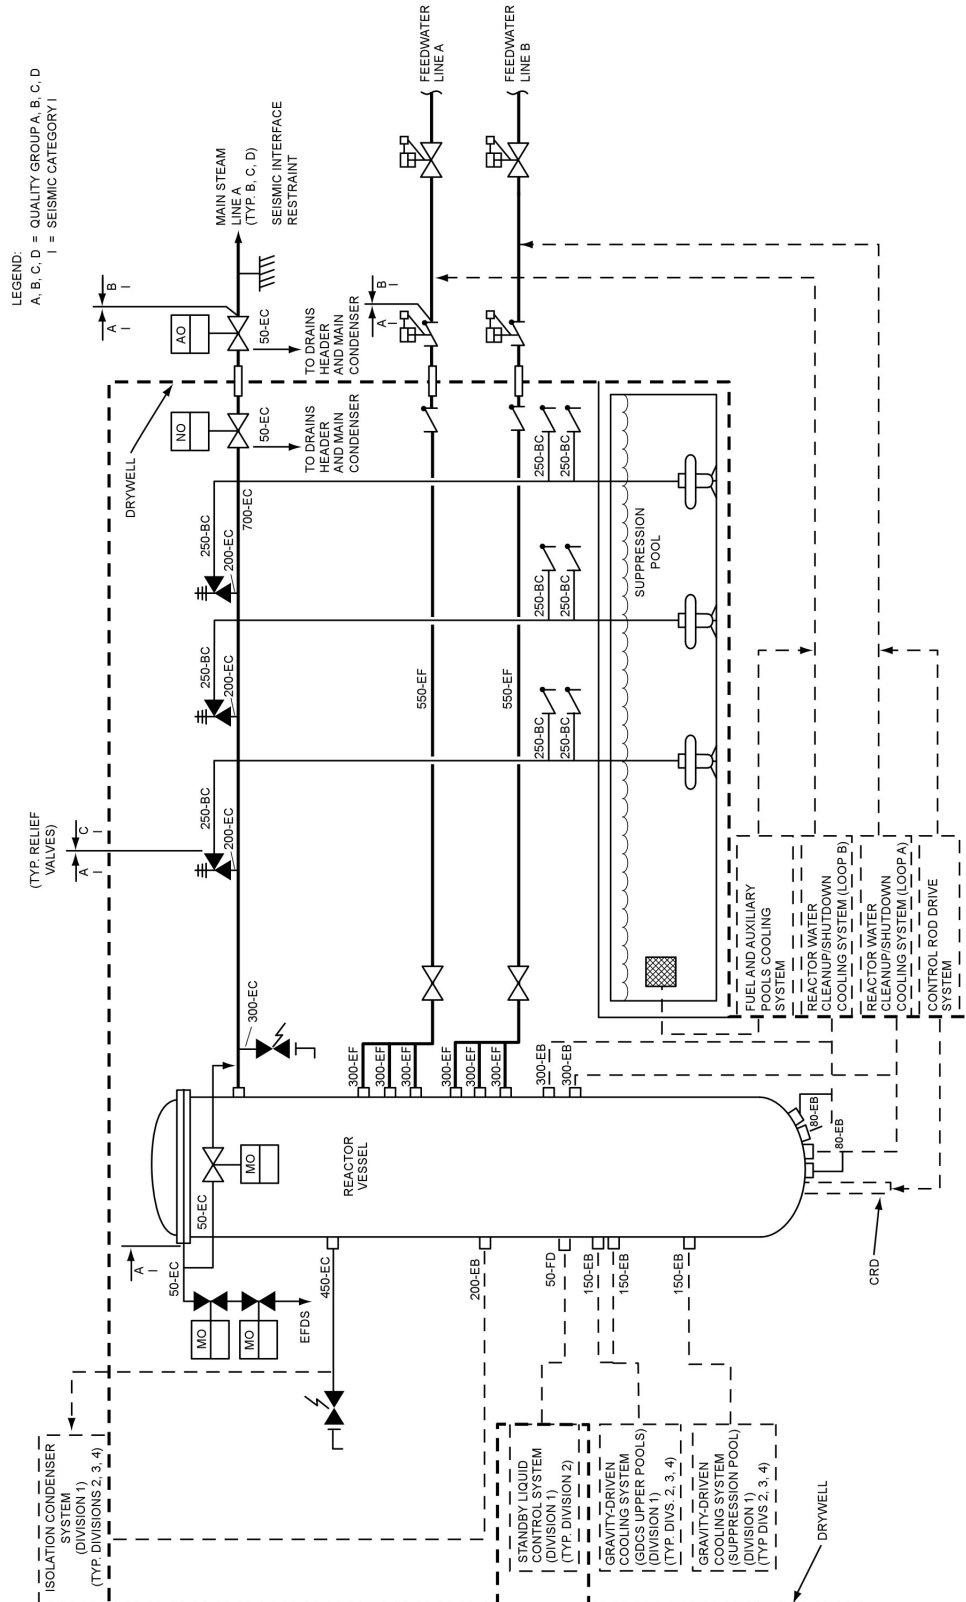 LEGEND:
A, B, C, D = QUALITY GROUP A, B, C, D
I = SEISMIC CATEGORY I
MAIN STEAM
LINE A
(TYP. B, C, D)
SEISMIC INTERFACE
RESTRAINT
FEEDWATER
LINE A
FEEDWATER
LINE B
A B
I I
AO
50-EC
TO DRAINS
HEADER
AND MAIN
CONDENSER
A B
I I
DRYWELL
NO
50-EC
TO DRAINS
HEADER
AND MAIN
CONDENSER
700-EC
250-BC
200-EC
250-BC
200-EC
250-BC
200-EC
250-BC
250-BC
250-BC
250-BC
250-BC
250-BC
550-EF
550-EF
SUPPRESSION
POOL
(TYP. RELIEF
VALVES)
A C
I I
300-EC
300-EF
300-EF
300-EF
300-EF
300-EF
300-EF
300-EB
300-EB
FUEL AND AUXILIARY
POOLS COOLING
SYSTEM
REACTOR WATER
CLEANUP/SHUTDOWN
COOLING SYSTEM (LOOP B)
REACTOR WATER
CLEANUP/SHUTDOWN
COOLING SYSTEM (LOOP A)
CONTROL ROD DRIVE
SYSTEM
REACTOR
VESSEL
MO
50-EC
80-EB
80-EB
CRD
A
I
50-EC
MO
MO
EFDS
450-EC
200-EB
50-FD
150-EB
150-EB
150-EB
ISOLATION CONDENSER
SYSTEM
(DIVISION 1)
(TYP. DIVISIONS 2, 3, 4)
STANDBY LIQUID
CONTROL SYSTEM
(DIVISION 1)
(TYP. DIVISION 2)
GRAVITY-DRIVEN
COOLING SYSTEM
(GDCS UPPER POOLS)
(DIVISION 1)
(TYP. DIVS. 2, 3, 4)
GRAVITY-DRIVEN
COOLING SYSTEM
(SUPPRESSION POOL)
(DIVISION 1)
(TYP DIVS 2, 3, 4)
DRYWELL